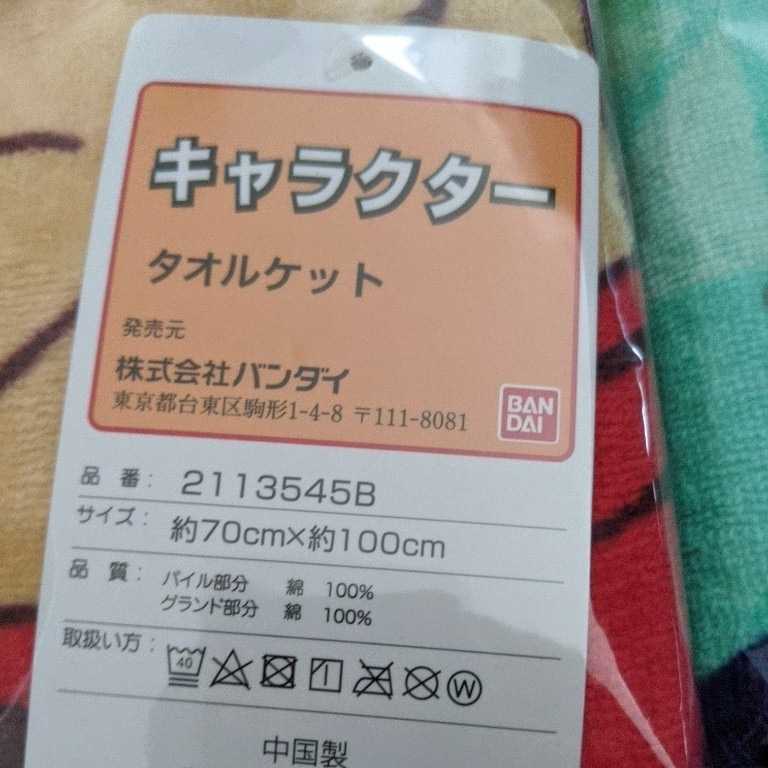 キャラクター
タオルケット
発売元
株式会社バンダイ
東京都台東区駒形1-4-8 〒111-8081
BAN
DAI
品番: 2113545B
サイズ: 約70cm×約100cm
品質: パイル部分 綿 100%
グランド部分 綿 100%
取扱い方: 40 W
中国製